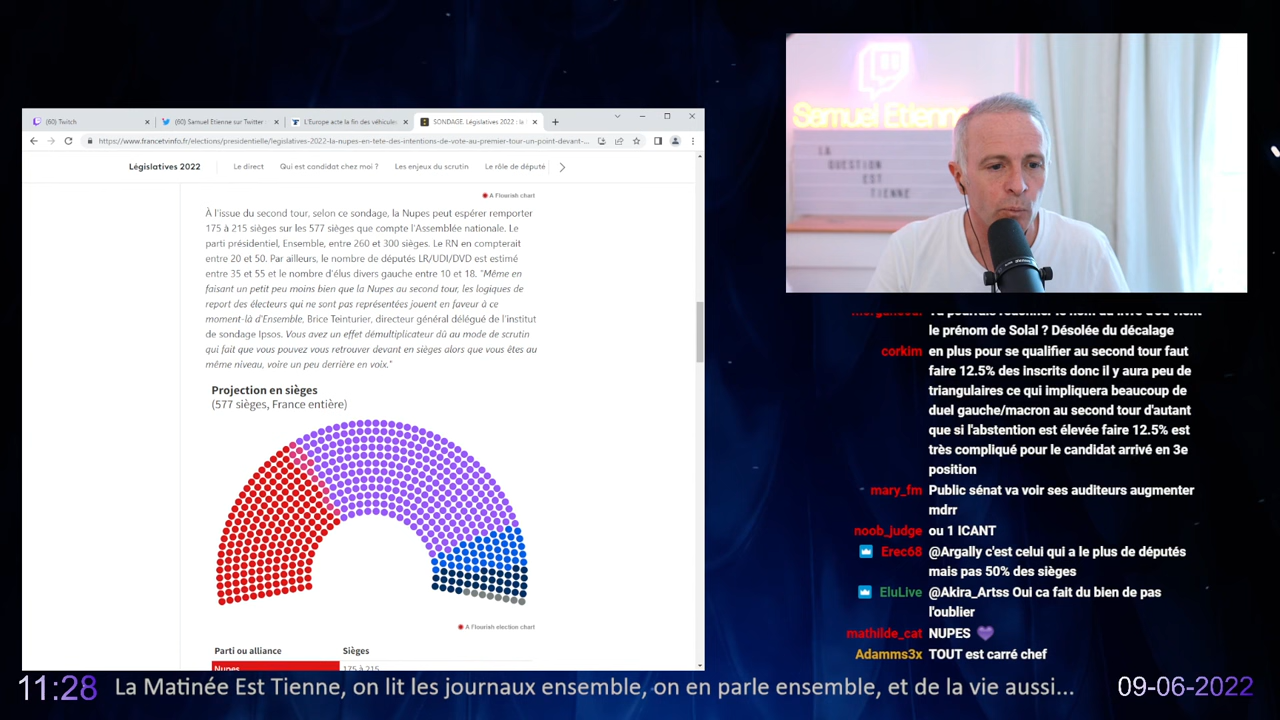 (60) Twitch
(60) Samuel Etienne sur Twitter
L'Europe acte la fin des véhicule
SONDAGE. Législatives 2022 : la
https://www.francetvinfo.fr/elections/presidentielle/legislatives-2022-la-nupes-en-tete-des-intentions-de-vote-au-premier-tour-un-point-devant-...
Législatives 2022
Le direct
Qui est candidat chez moi ?
Les enjeux du scrutin
Le rôle de député
A Flourish chart
À l'issue du second tour, selon ce sondage, la Nupes peut espérer remporter
175 à 215 sièges sur les 577 sièges que compte l'Assemblée nationale. Le
parti présidentiel, Ensemble, entre 260 et 300 sièges. Le RN en compterait
entre 20 et 50. Par ailleurs, le nombre de députés LR/UDI/DVD est estimé
entre 35 et 55 et le nombre d'élus divers gauche entre 10 et 18. "Même en
faisant un petit peu moins bien que la Nupes au second tour, les logiques de
report des électeurs qui ne sont pas représentées jouent en faveur à ce
moment-là d'Ensemble, Brice Teinturier, directeur général délégué de l'institut
de sondage Ipsos. Vous avez un effet démultiplicateur dû au mode de scrutin
qui fait que vous pouvez vous retrouver devant en sièges alors que vous êtes au
même niveau, voire un peu derrière en voix."
Projection en sièges
(577 sièges, France entière)
A Flourish election chart
Parti ou alliance Sièges
Nupes 175 à 215
Samuel Etienne
LA
QUESTION
EST
TIENNE
le prénom de Solal ? Désolée du décalage
corkim en plus pour se qualifier au second tour faut
faire 12.5% des inscrits donc il y aura peu de
triangulaires ce qui impliquera beaucoup de
duel gauche/macron au second tour d'autant
que si l'abstention est élevée faire 12.5% est
très compliqué pour le candidat arrivé en 3e
position
mary_fm Public sénat va voir ses auditeurs augmenter
mdrr
noob_judge ou 1 ICANT
Erec68 @Argally c'est celui qui a le plus de députés
mais pas 50% des sièges
EluLive @Akira_Artss Oui ca fait du bien de pas
l'oublier
mathilde_cat NUPES 💜
Adamms3x TOUT est carré chef
11:28 La Matinée Est Tienne, on lit les journaux ensemble, on en parle ensemble, et de la vie aussi... 09-06-2022